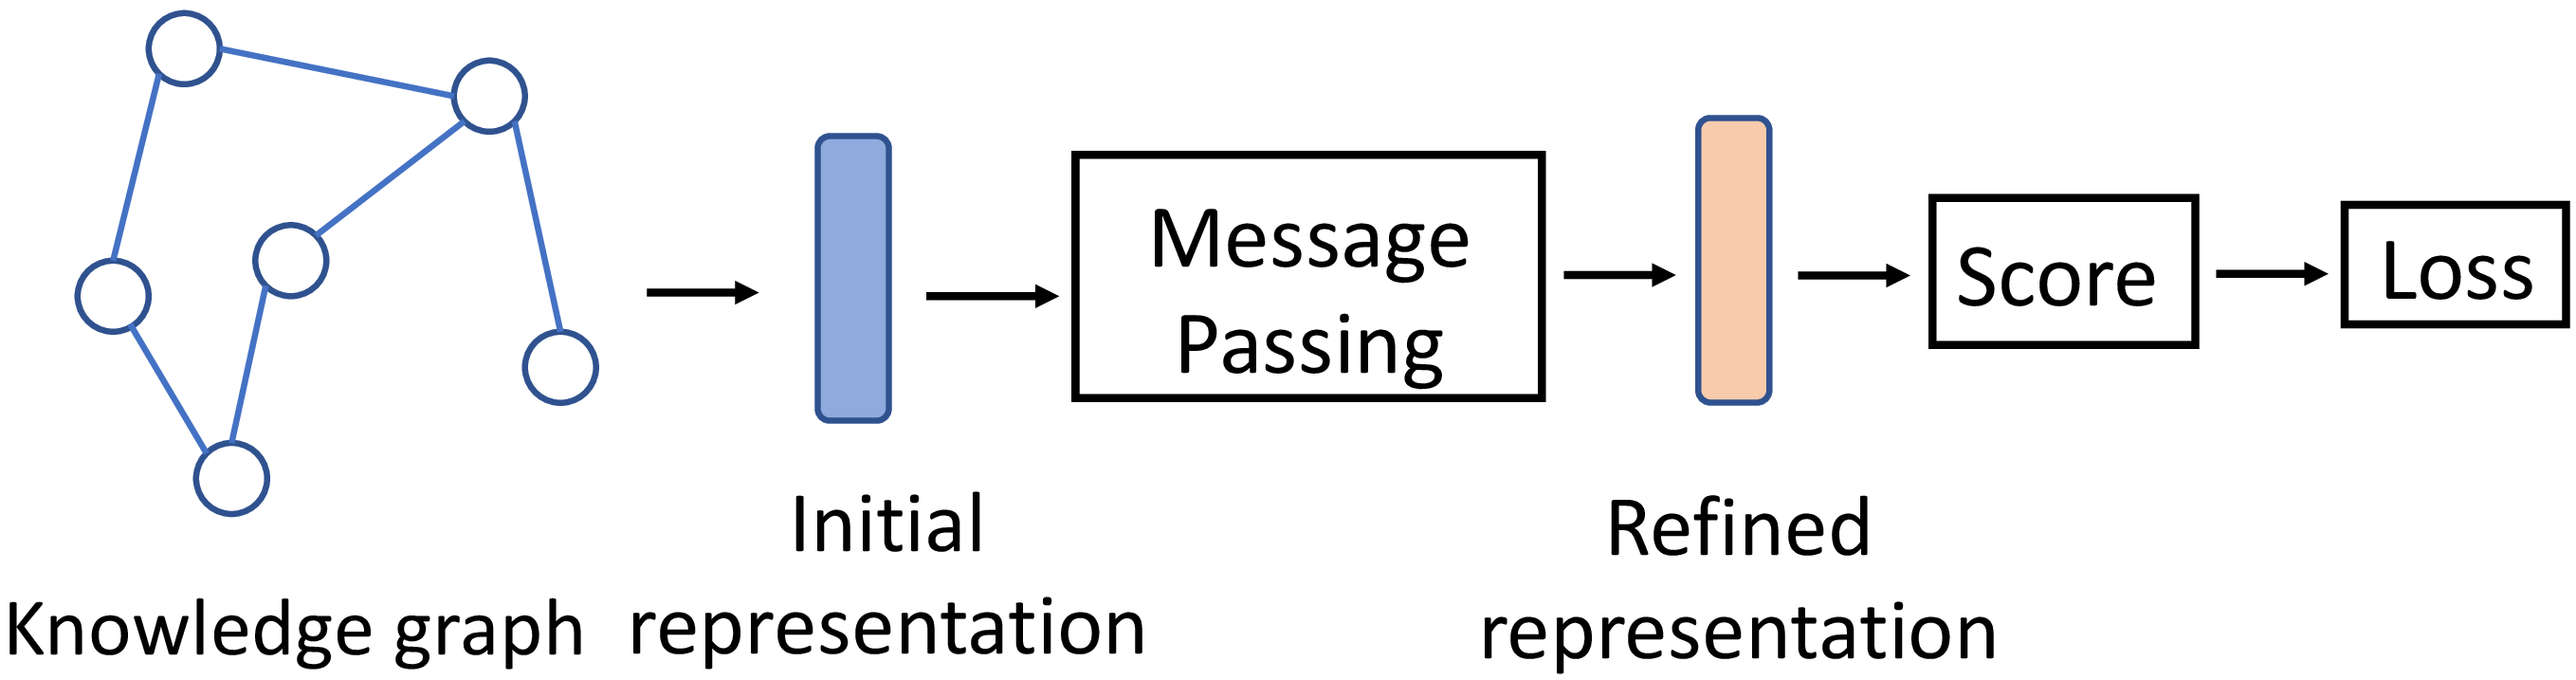 Knowledge graph
Initial
representation
Message
Passing
Refined
representation
Score
Loss